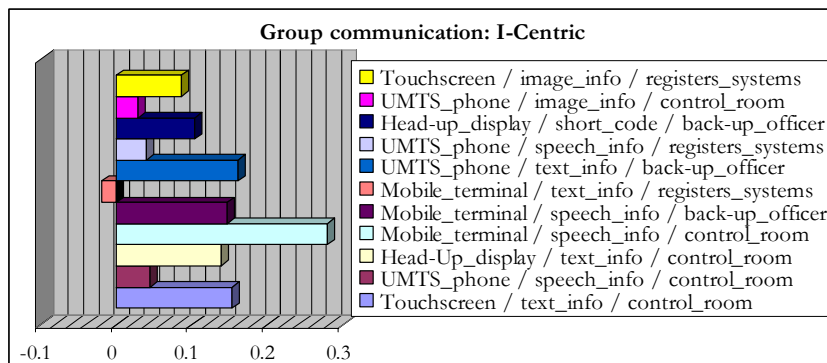 Group communication: I-Centric
Touchscreen / image_info / registers_systems
UMTS_phone / image_info / control_room
Head-up_display / short_code / back-up_officer
UMTS_phone / speech_info / registers_systems
UMTS_phone / text_info / back-up_officer
Mobile_terminal / text_info / registers_systems
Mobile_terminal / speech_info / back-up_officer
Mobile_terminal / speech_info / control_room
Head-Up_display / text_info / control_room
UMTS_phone / speech_info / control_room
Touchscreen / text_info / control_room
-0.1 0 0.1 0.2 0.3